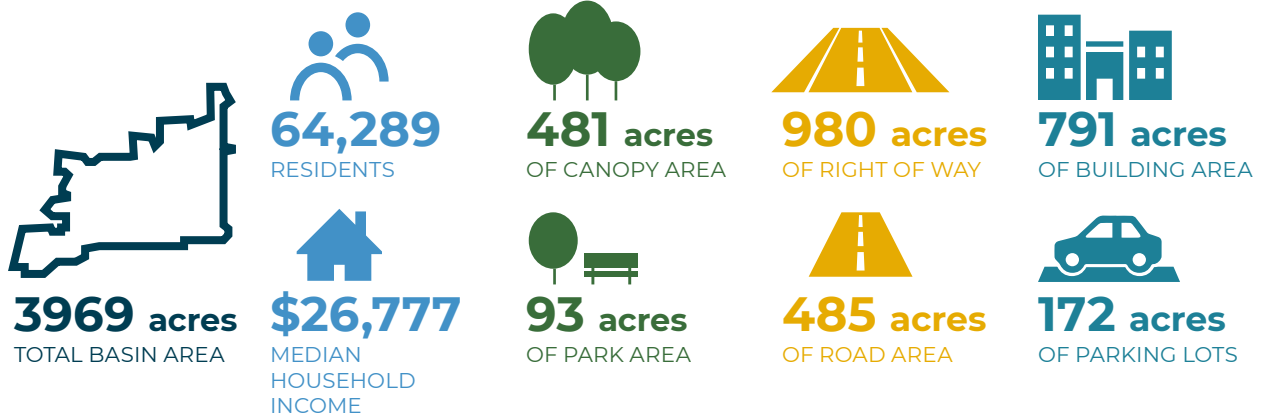 3969 acres
TOTAL BASIN AREA
64,289
RESIDENTS
$26,777
MEDIAN
HOUSEHOLD
INCOME
481 acres
OF CANOPY AREA
93 acres
OF PARK AREA
980 acres
OF RIGHT OF WAY
485 acres
OF ROAD AREA
791 acres
OF BUILDING AREA
172 acres
OF PARKING LOTS